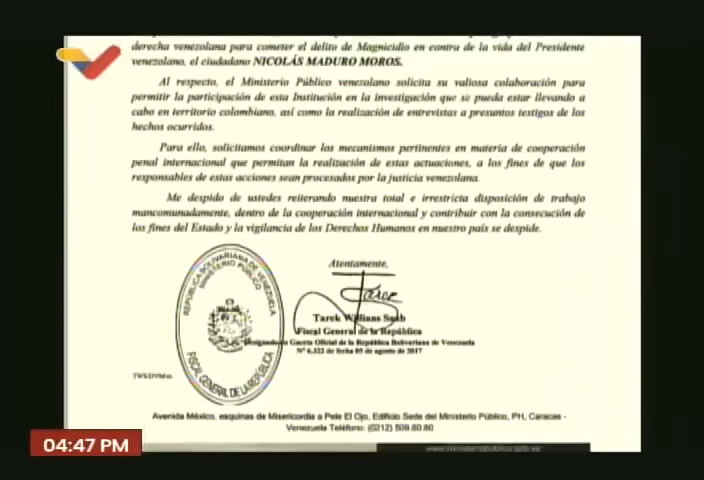 derecha venezolana para cometer el delito de Magnicidio en contra de la vida del Presidente
venezolano, el ciudadano NICOLÁS MADURO MOROS.
Al respecto, el Ministerio Público venezolano solicita su valiosa colaboración para
permitir la participación de esta Institución en la investigación que se pueda estar llevando a
cabo en territorio colombiano, así como la realización de entrevistas a presuntos testigos de los
hechos ocurridos.
Para ello, solicitamos coordinar los mecanismos pertinentes en materia de cooperación
penal internacional que permitan la realización de estas actuaciones, a los fines de que los
responsables de estas acciones sean procesados por la justicia venezolana.
Me despido de ustedes reiterando nuestra total e irrestricta disposición de trabajo
mancomunadamente, dentro de la cooperación internacional y contribuir con la consecución de
los fines del Estado y la vigilancia de los Derechos Humanos en nuestro país se despide.
REPÚBLICA BOLIVARIANA DE VENEZUELA
MINISTERIO PÚBLICO
FISCAL GENERAL DE LA REPÚBLICA
Atentamente,
Tarek
Tarek Willians Saab
Fiscal General de la República
Designado en Gaceta Oficial de la República Bolivariana de Venezuela
N° 6.322 de fecha 05 de agosto de 2017
Avenida México, esquinas de Misericordia a Pele El Ojo, Edificio Sede del Ministerio Público, PH, Caracas -
Venezuela Teléfono: (0212) 509.80.80
04:47 PM